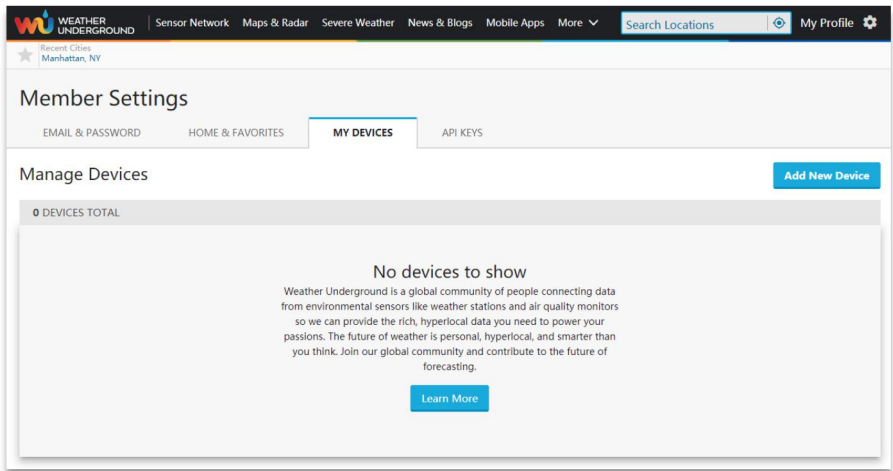 WEATHER
UNDERGROUND
Sensor Network Maps & Radar Severe Weather News & Blogs Mobile Apps More Search Locations My Profile
Recent Cities
Manhattan, NY
Member Settings
EMAIL & PASSWORD HOME & FAVORITES MY DEVICES API KEYS
Manage Devices
Add New Device
0 DEVICES TOTAL
No devices to show
Weather Underground is a global community of people connecting data
from environmental sensors like weather stations and air quality monitors
so we can provide the rich, hyperlocal data you need to power your
passions. The future of weather is personal, hyperlocal, and smarter than
you think. Join our global community and contribute to the future of
forecasting.
Learn More